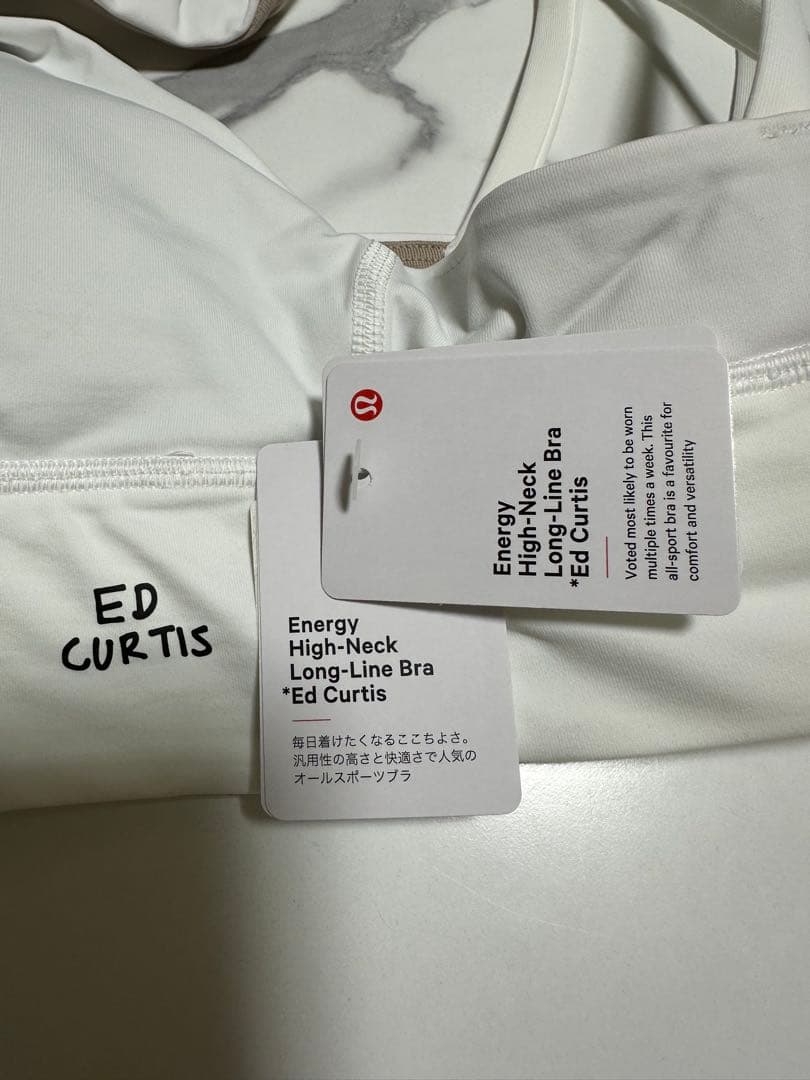 ED
CURTIS
Energy
High-Neck
Long-Line Bra
*Ed Curtis
毎日着けたくなるここちよさ。
汎用性の高さと快適さで人気の
オールスポーツブラ
Energy
High-Neck
Long-Line Bra
*Ed Curtis
Voted most likely to be worn
multiple times a week. This
all-sport bra is a favourite for
comfort and versatility